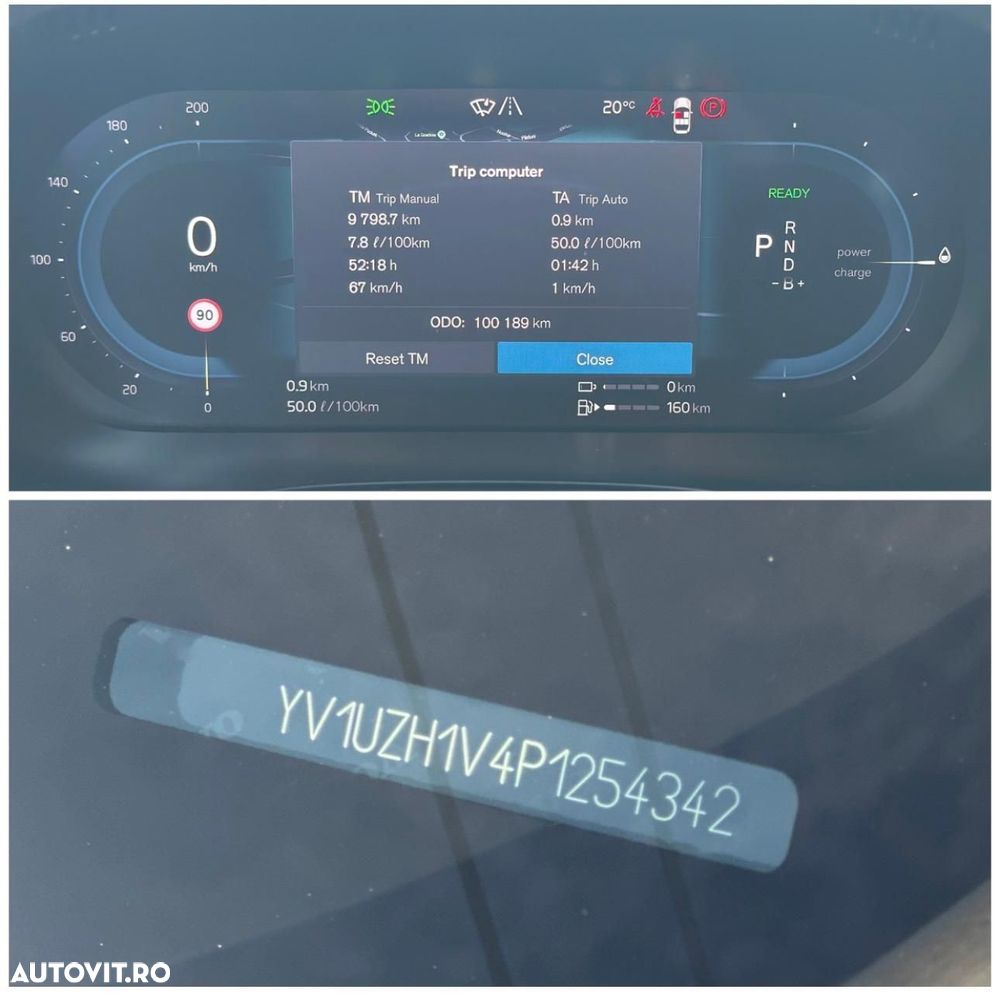 200
180
140
100
60
20
0
20°C
P
Trip computer
TM Trip Manual
TA Trip Auto
9 798.7 km
0.9 km
7.8 ℓ/100km
50.0 ℓ/100km
52:18 h
01:42 h
67 km/h
1 km/h
ODO: 100 189 km
Reset TM
Close
0
km/h
90
0.9 km
50.0 ℓ/100km
0 km
160 km
READY
P
R
N
D
- B +
power
charge
YV1UZH1V4P1254342
AUTOVIT.RO